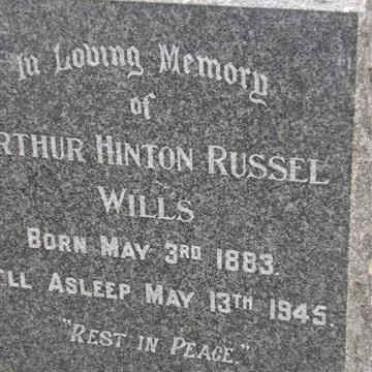 In Loving Memory
of
RTHUR HINTON RUSSEL
WILLS
BORN MAY 3RD 1883.
ELL ASLEEP MAY 13TH 1945.
"REST IN PEACE."